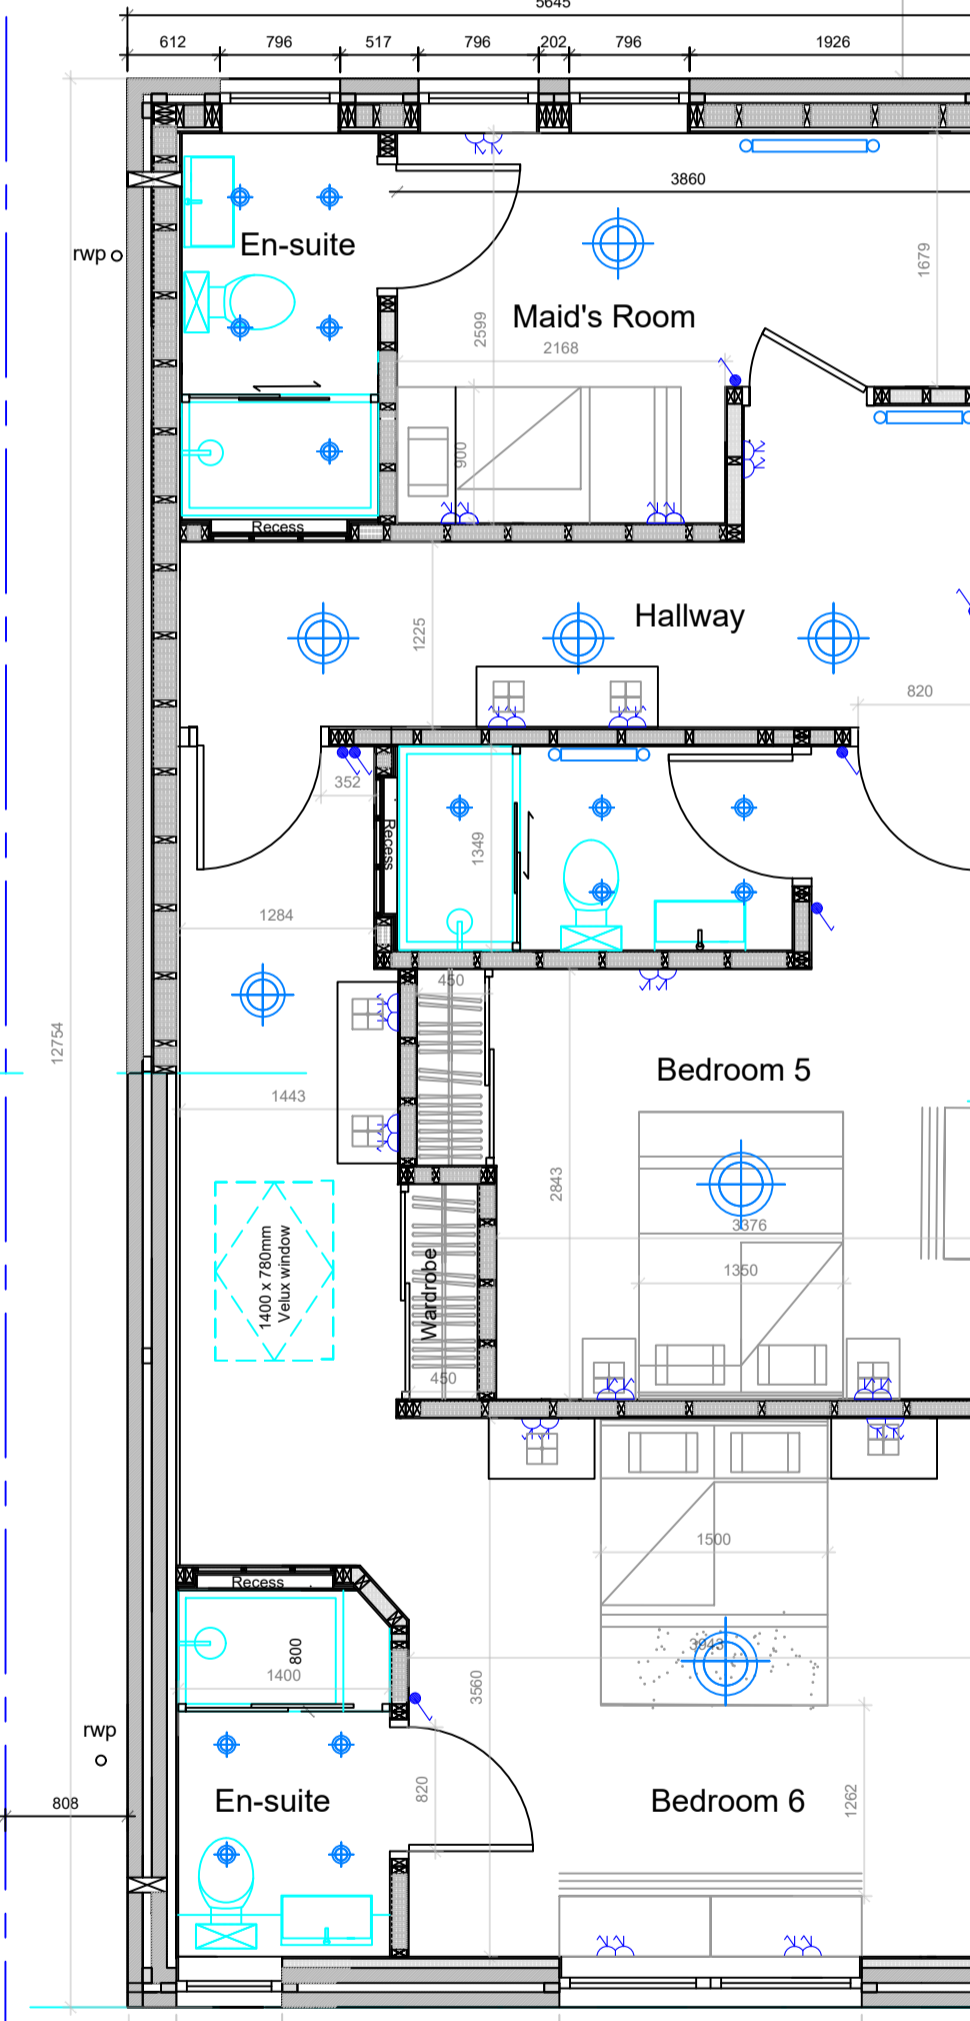 5645
612
796
517
796
202
796
1926
3860
En-suite
rwp
1679
Maid's Room
2599
2168
900
Recess
Hallway
1225
820
352
Recess
1349
1284
450
12754
Bedroom 5
1443
2843
1400 x 780mm
Velux window
3376
Wardrobe
1350
450
1500
Recess
800
3943
1400
3560
rwp
808
En-suite
820
Bedroom 6
1262